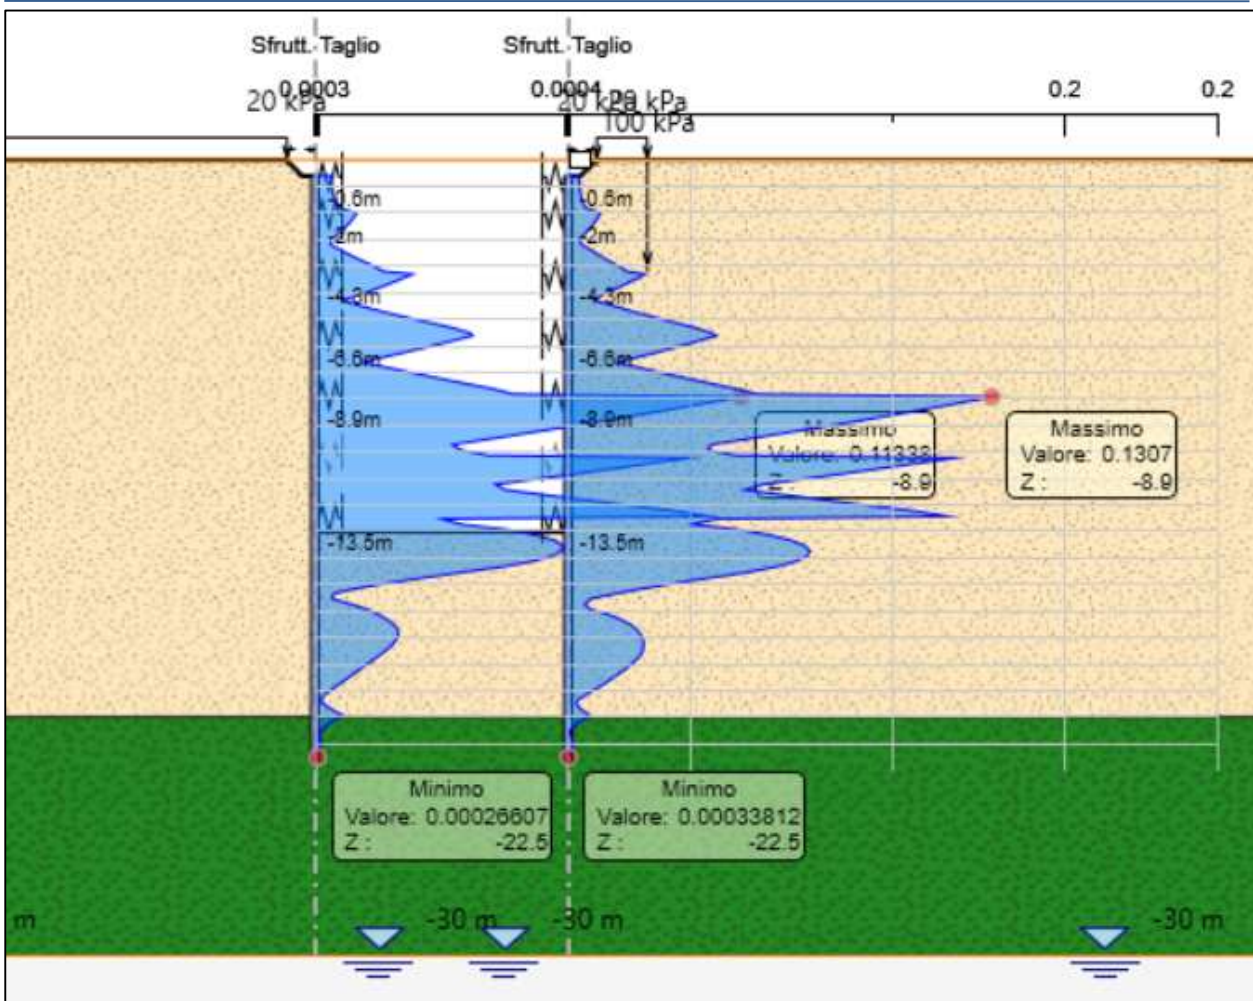 Sfrutt. Taglio
Sfrutt. Taglio
0.0003
0.0004
0.2
0.2
20 kPa
20 kPa
kPa
100 kPa
-0.6m
-0.6m
-2m
-2m
-4.3m
-4.3m
-6.6m
-6.6m
-8.9m
-8.9m
Massimo
Valore: 0.11333
Z :
-8.9
Massimo
Valore: 0.1307
Z :
-8.9
-13.5m
-13.5m
Minimo
Valore: 0.00026607
Z :
-22.5
Minimo
Valore: 0.00033812
Z :
-22.5
m
-30 m
-30 m
-30 m